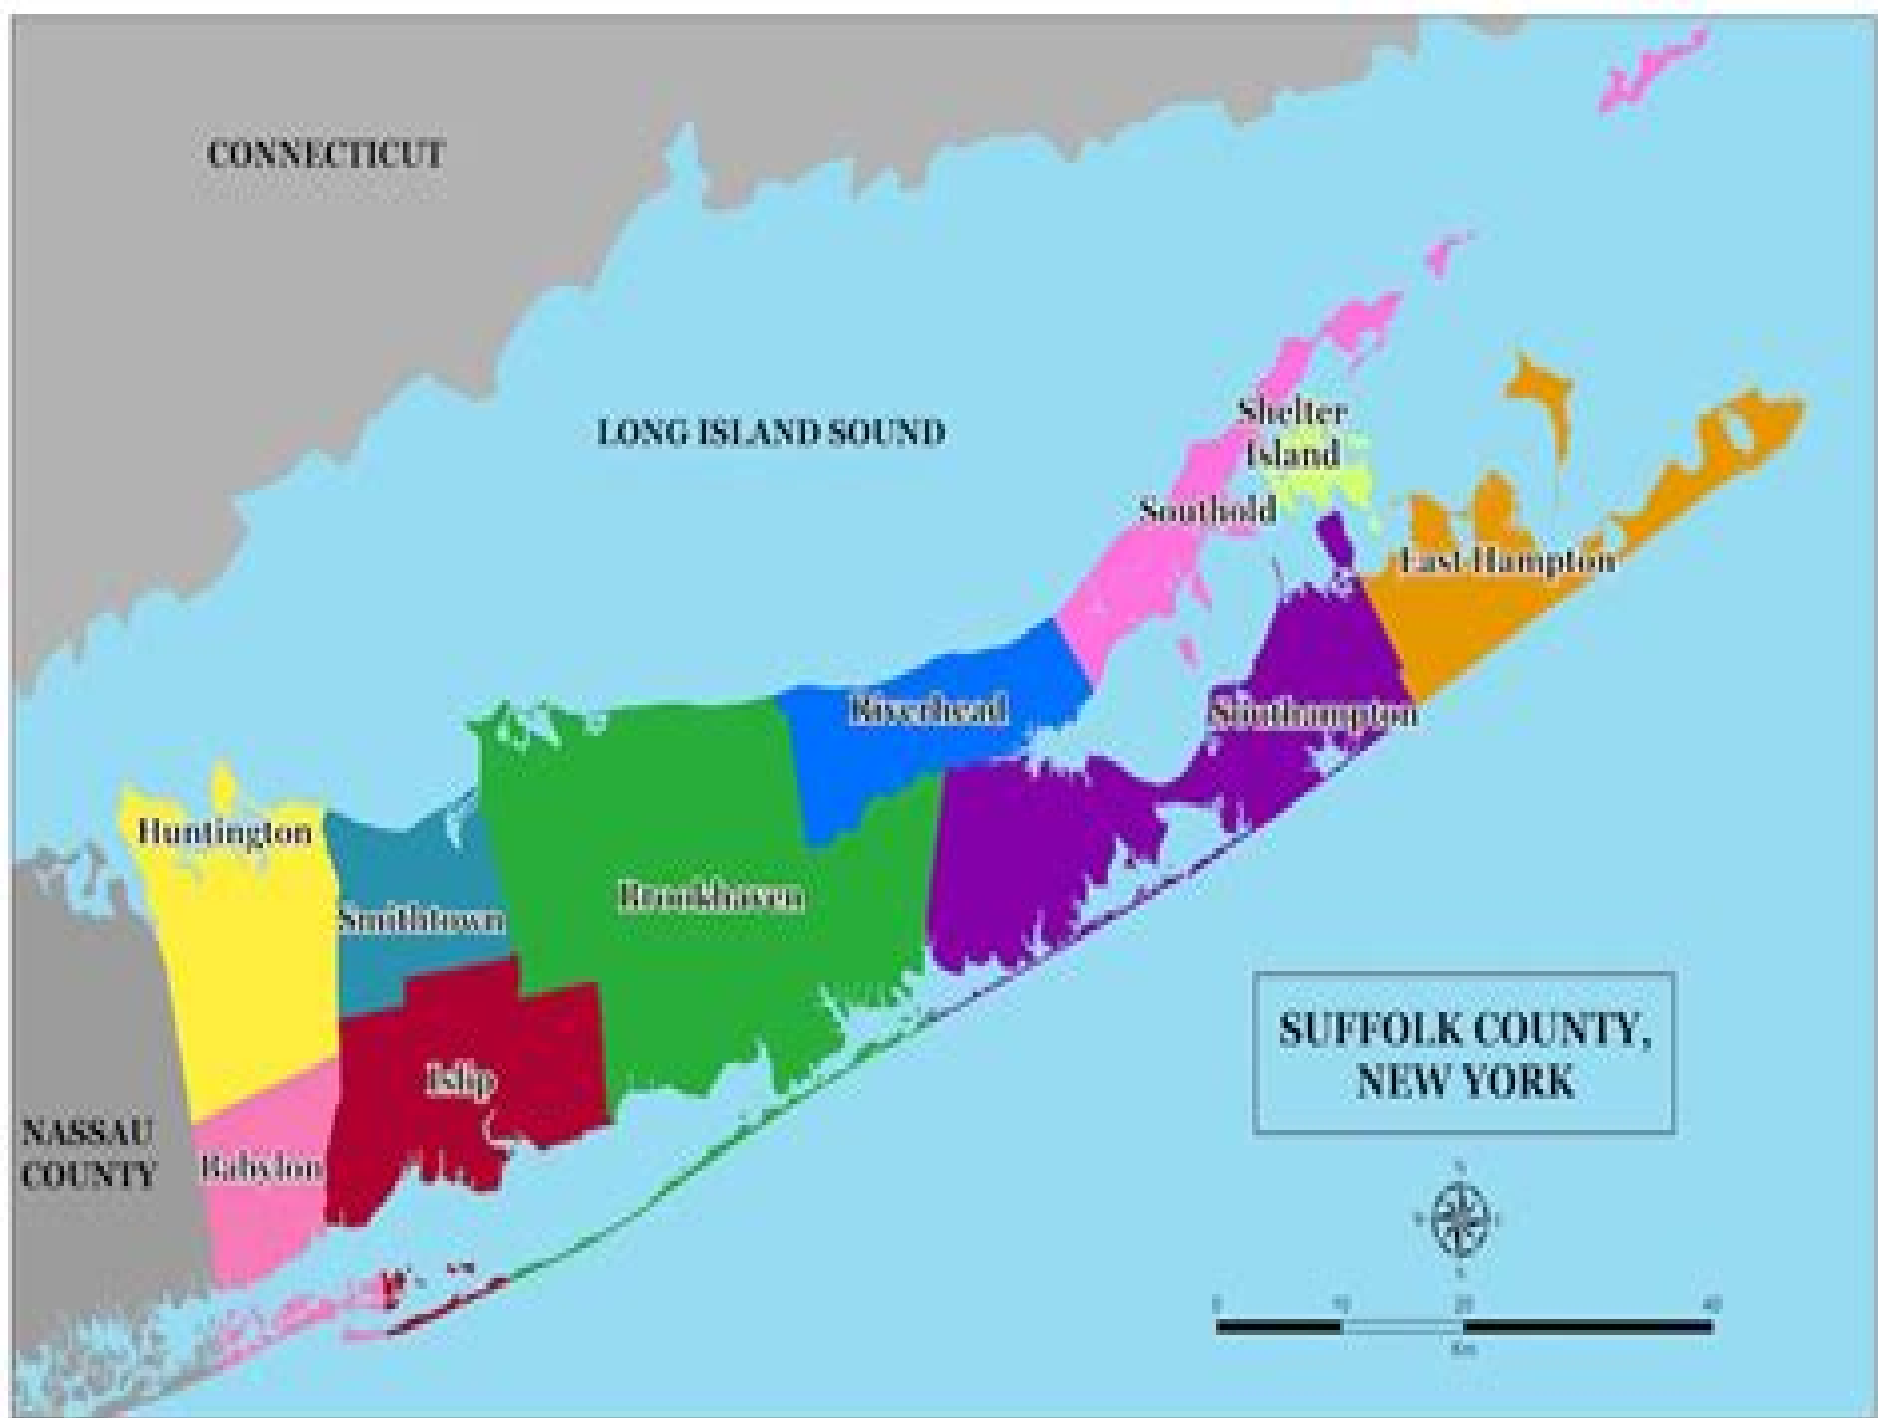 CONNECTICUT
LONG ISLAND SOUND
Shelter
Island
Southold
East Hampton
Riverhead
Southampton
Huntington
Smithtown
Brookhaven
Islip
Babylon
NASSAU
COUNTY
SUFFOLK COUNTY,
NEW YORK
0 10 20 40
Km